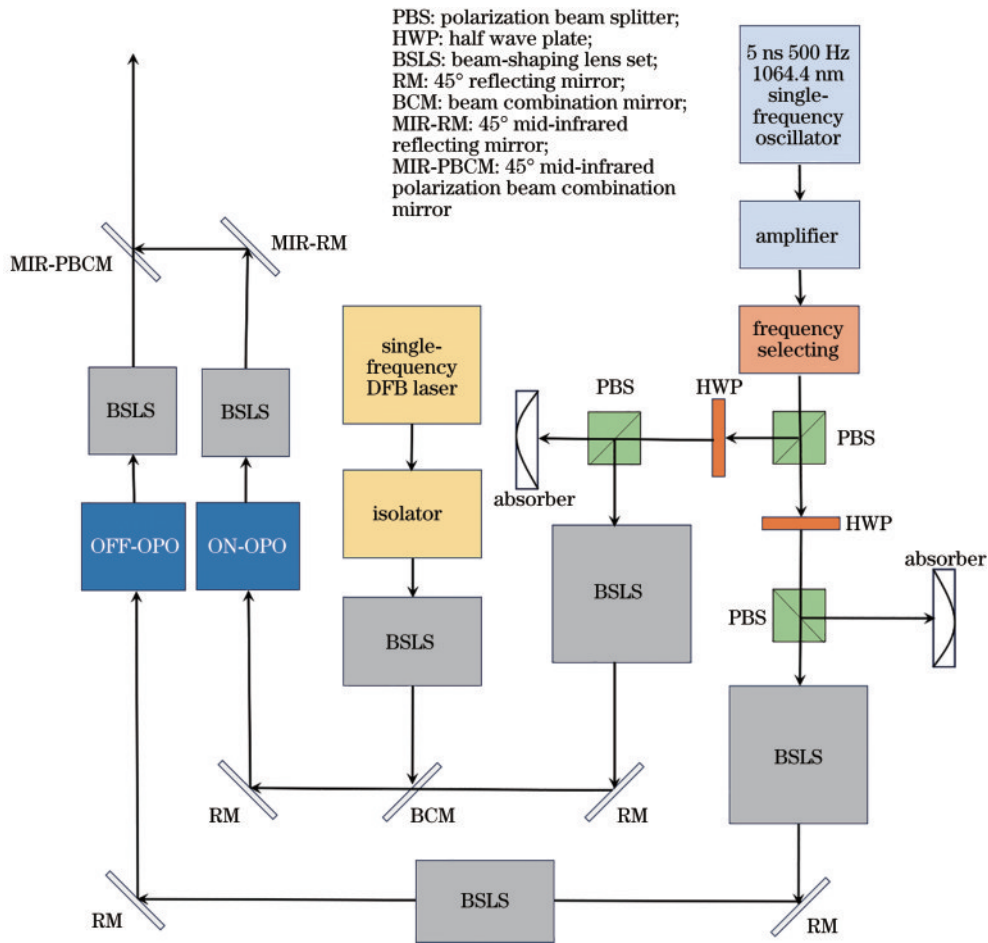 PBS: polarization beam splitter;
HWP: half wave plate;
BSLS: beam-shaping lens set;
RM: 45° reflecting mirror;
BCM: beam combination mirror;
MIR-RM: 45° mid-infrared
reflecting mirror;
MIR-PBCM: 45° mid-infrared
polarization beam combination
mirror
5 ns 500 Hz
1064.4 nm
single-
frequency
oscillator
amplifier
frequency
selecting
MIR-PBCM
MIR-RM
single-
frequency
DFB laser
BSLS
BSLS
PBS
HWP
PBS
absorber
isolator
HWP
OFF-OPO
ON-OPO
absorber
BSLS
BSLS
PBS
BSLS
RM
BCM
RM
BSLS
RM
RM